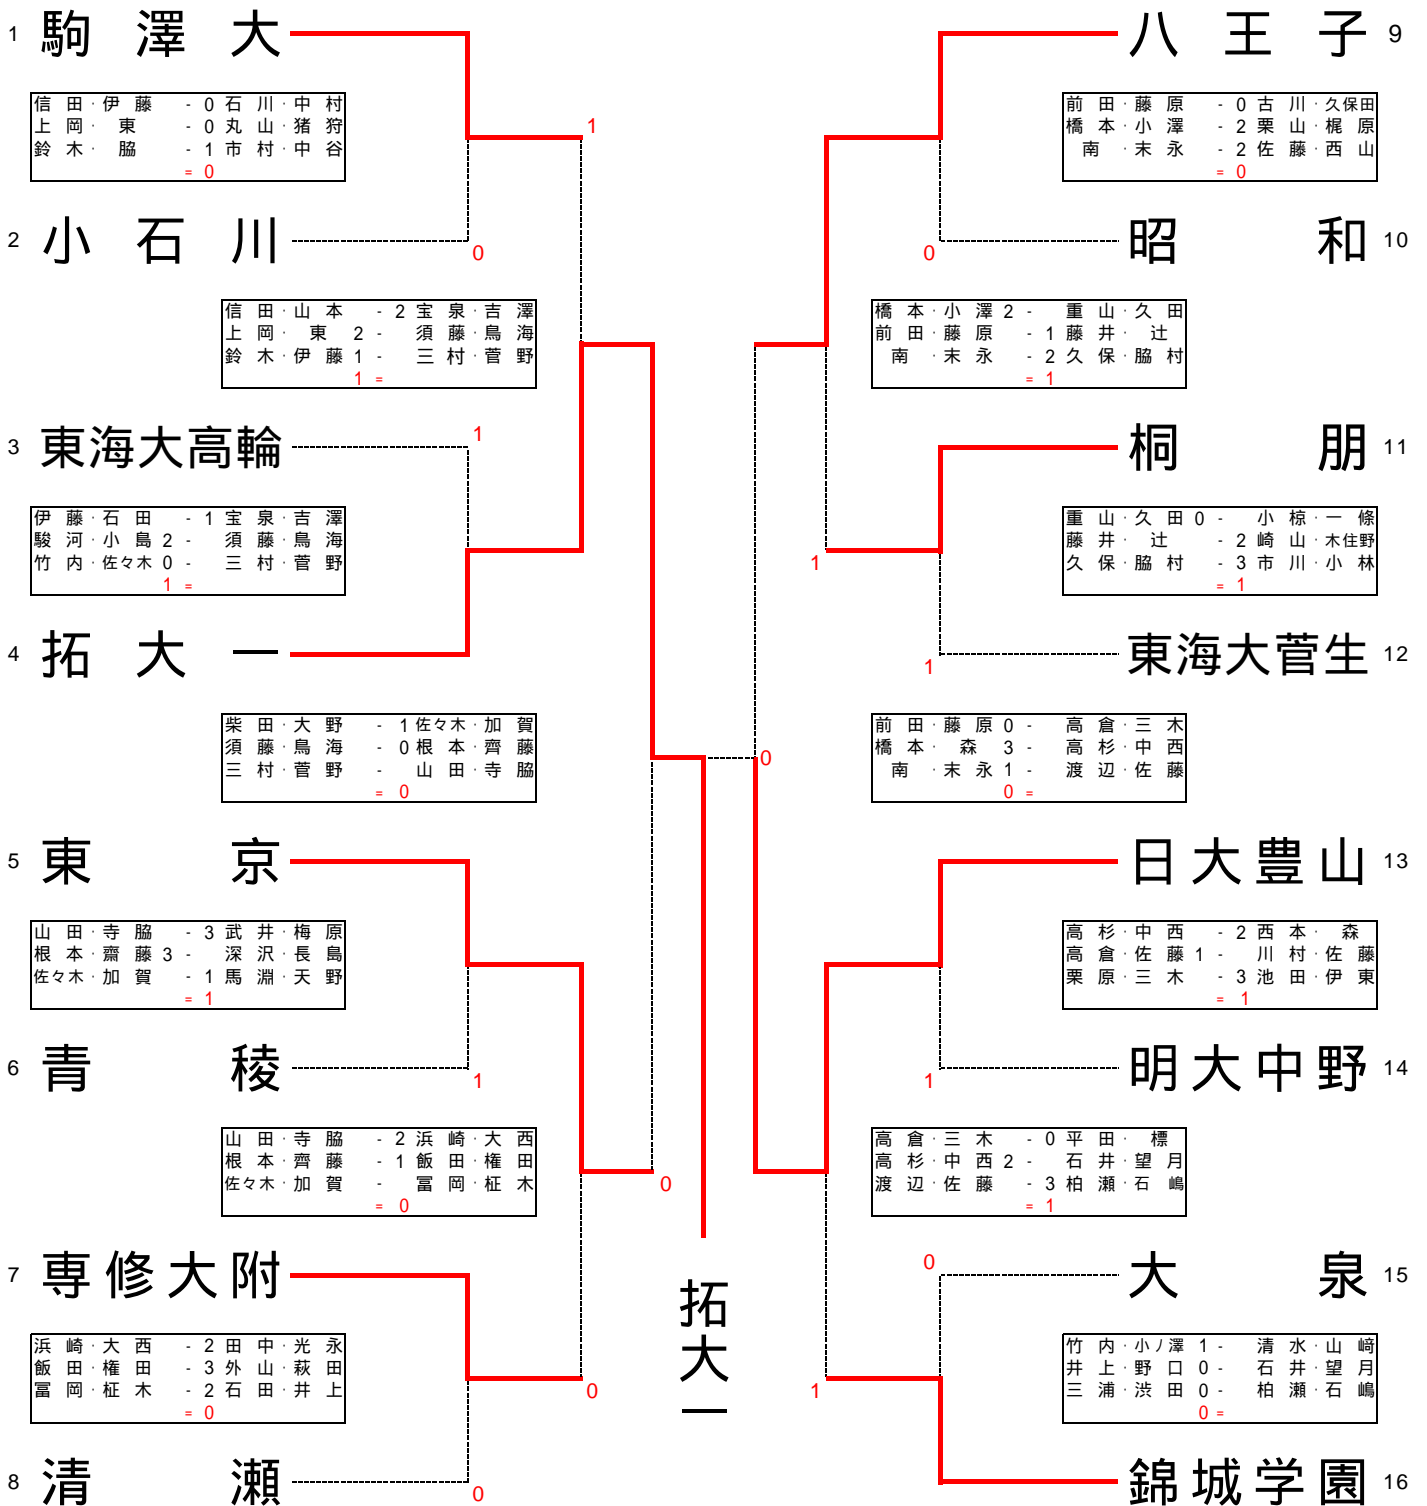 1 駒澤大
信田・伊藤 - 0 石川・中村
上岡・東 - 0 丸山・猪狩
鈴木・脇 - 1 市村・中谷
= 0
1
2 小石川
0
信田・山本 - 2 宝泉・吉澤
上岡・東 2 - 須藤・鳥海
鈴木・伊藤 1 - 三村・菅野
1 =
3 東海大高輪
1
伊藤・石田 - 1 宝泉・吉澤
駿河・小島 2 - 須藤・鳥海
竹内・佐々木 0 - 三村・菅野
1 =
4 拓大一
柴田・大野 - 1 佐々木・加賀
須藤・鳥海 - 0 根本・齊藤
三村・菅野 - 山田・寺脇
= 0
5 東京
山田・寺脇 - 3 武井・梅原
根本・齋藤 3 - 深沢・長島
佐々木・加賀 - 1 馬淵・天野
= 1
6 青稜
1
山田・寺脇 - 2 浜崎・大西
根本・齊藤 - 1 飯田・権田
佐々木・加賀 - 冨岡・柾木
= 0
0
7 専修大附
浜崎・大西 - 2 田中・光永
飯田・権田 - 3 外山・萩田
冨岡・柾木 - 2 石田・井上
= 0
0
8 清瀬
0
拓大一
八王子 9
前田・藤原 - 0 古川・久保田
橋本・小澤 - 2 栗山・梶原
南・末永 - 2 佐藤・西山
= 0
昭和 10
0
橋本・小澤 2 - 重山・久田
前田・藤原 - 1 藤井・辻
南・末永 - 2 久保・脇村
= 1
桐朋 11
重山・久田 0 - 小椋・一條
藤井・辻 - 2 崎山・木住野
久保・脇村 - 3 市川・小林
= 1
1
東海大菅生 12
1
前田・藤原 0 - 高倉・三木
橋本・森 3 - 高杉・中西
南・末永 1 - 渡辺・佐藤
0 =
0
日大豊山 13
高杉・中西 - 2 西本・森
高倉・佐藤 1 - 川村・佐藤
栗原・三木 - 3 池田・伊東
= 1
明大中野 14
1
高倉・三木 - 0 平田・標
高杉・中西 2 - 石井・望月
渡辺・佐藤 - 3 柏瀬・石嶋
= 1
0
大泉 15
竹内・小ﾉ澤 1 - 清水・山﨑
井上・野口 0 - 石井・望月
三浦・渋田 0 - 柏瀬・石嶋
0 =
1
錦城学園 16